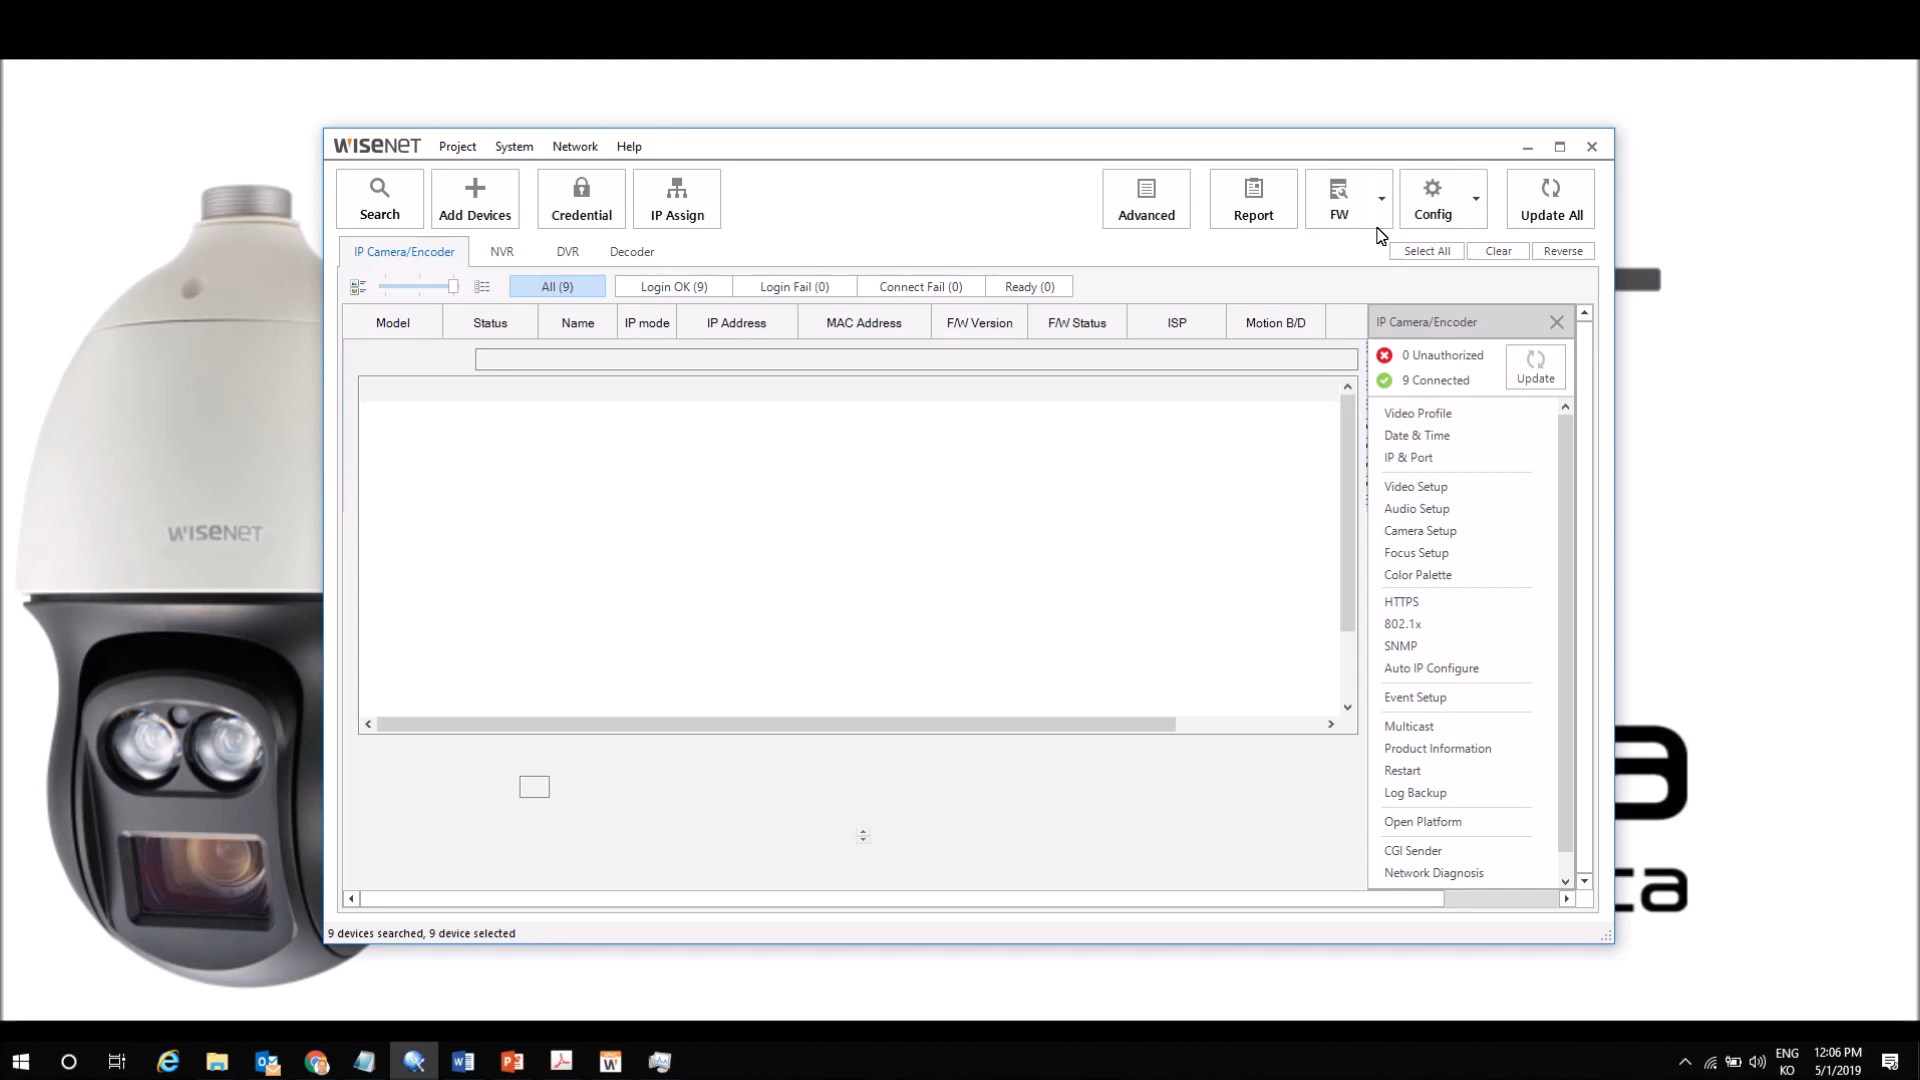 WISENET Project System Network Help
Search Add Devices Credential IP Assign Advanced Report FW Config Update All
IP Camera/Encoder NVR DVR Decoder Select All Clear Reverse
All (9) Login OK (9) Login Fail (0) Connect Fail (0) Ready (0)
Model Status Name IP mode IP Address MAC Address F/W Version F/W Status ISP Motion B/D
IP Camera/Encoder
0 Unauthorized
9 Connected
Update
Video Profile
Date & Time
IP & Port
Video Setup
Audio Setup
Camera Setup
Focus Setup
Color Palette
HTTPS
802.1x
SNMP
Auto IP Configure
Event Setup
Multicast
Product Information
Restart
Log Backup
Open Platform
CGI Sender
Network Diagnosis
9 devices searched, 9 device selected
WISENET
ENG
KO
12:06 PM
5/1/2019